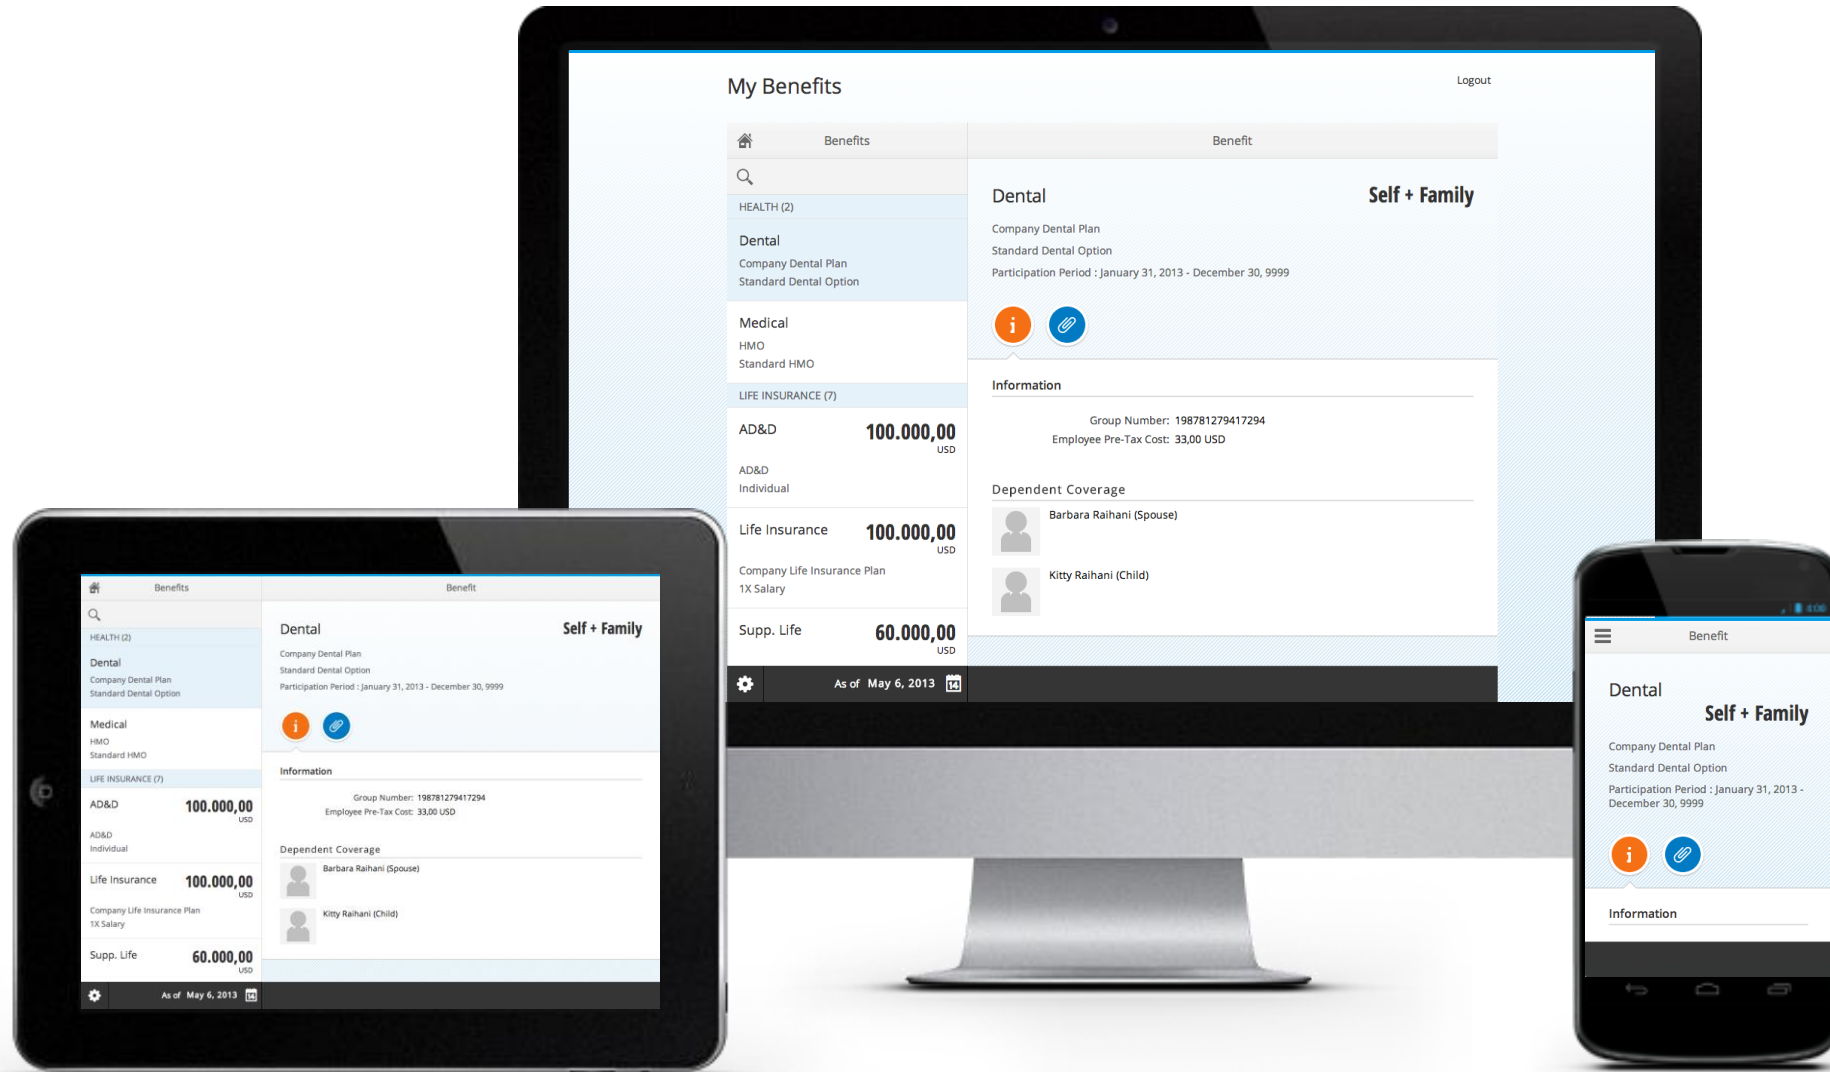 My Benefits
Logout
Benefits
Benefit
HEALTH (2)
Dental
Company Dental Plan
Standard Dental Option
Medical
HMO
Standard HMO
LIFE INSURANCE (7)
AD&D 100.000,00
USD
AD&D
Individual
Life Insurance 100.000,00
USD
Company Life Insurance Plan
1X Salary
Supp. Life 60.000,00
USD
As of May 6, 2013 14
Dental Self + Family
Company Dental Plan
Standard Dental Option
Participation Period : January 31, 2013 - December 30, 9999
i
Information
Group Number: 198781279417294
Employee Pre-Tax Cost: 33,00 USD
Dependent Coverage
Barbara Raihani (Spouse)
Kitty Raihani (Child)
Benefits
Benefit
HEALTH (2)
Dental
Company Dental Plan
Standard Dental Option
Medical
HMO
Standard HMO
LIFE INSURANCE (7)
AD&D 100.000,00
USD
AD&D
Individual
Life Insurance 100.000,00
USD
Company Life Insurance Plan
1X Salary
Supp. Life 60.000,00
USD
As of May 6, 2013 14
Dental Self + Family
Company Dental Plan
Standard Dental Option
Participation Period : January 31, 2013 - December 30, 9999
i
Information
Group Number: 198781279417294
Employee Pre-Tax Cost: 33,00 USD
Dependent Coverage
Barbara Raihani (Spouse)
Kitty Raihani (Child)
4:00
Benefit
Dental
Self + Family
Company Dental Plan
Standard Dental Option
Participation Period : January 31, 2013 -
December 30, 9999
i
Information